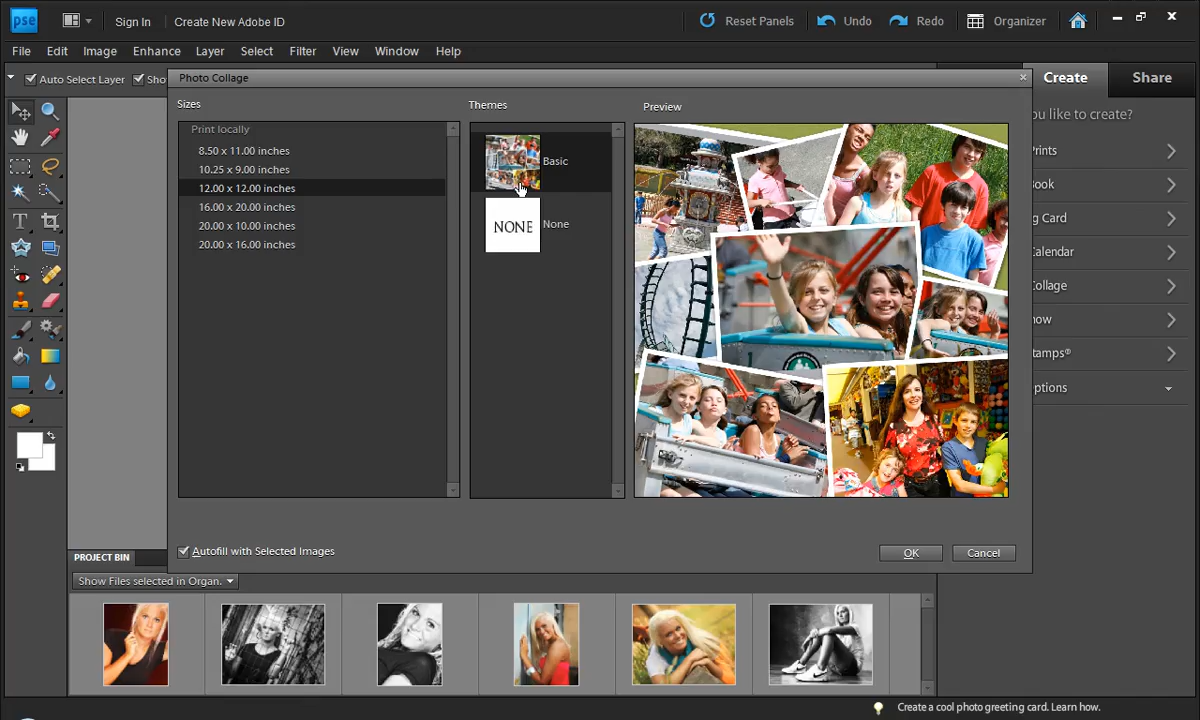 pse Sign In Create New Adobe ID Reset Panels Undo Redo Organizer
File Edit Image Enhance Layer Select Filter View Window Help
Auto Select Layer Sho
Create Share
Photo Collage
Sizes Themes Preview
Print locally
8.50 x 11.00 inches
10.25 x 9.00 inches
12.00 x 12.00 inches
16.00 x 20.00 inches
20.00 x 10.00 inches
20.00 x 16.00 inches
Basic
NONE None
ou like to create?
rints
ook
g Card
alendar
ollage
how
tamps®
ptions
Autofill with Selected Images
OK Cancel
PROJECT BIN
Show Files selected in Organ.
Create a cool photo greeting card. Learn how.
T